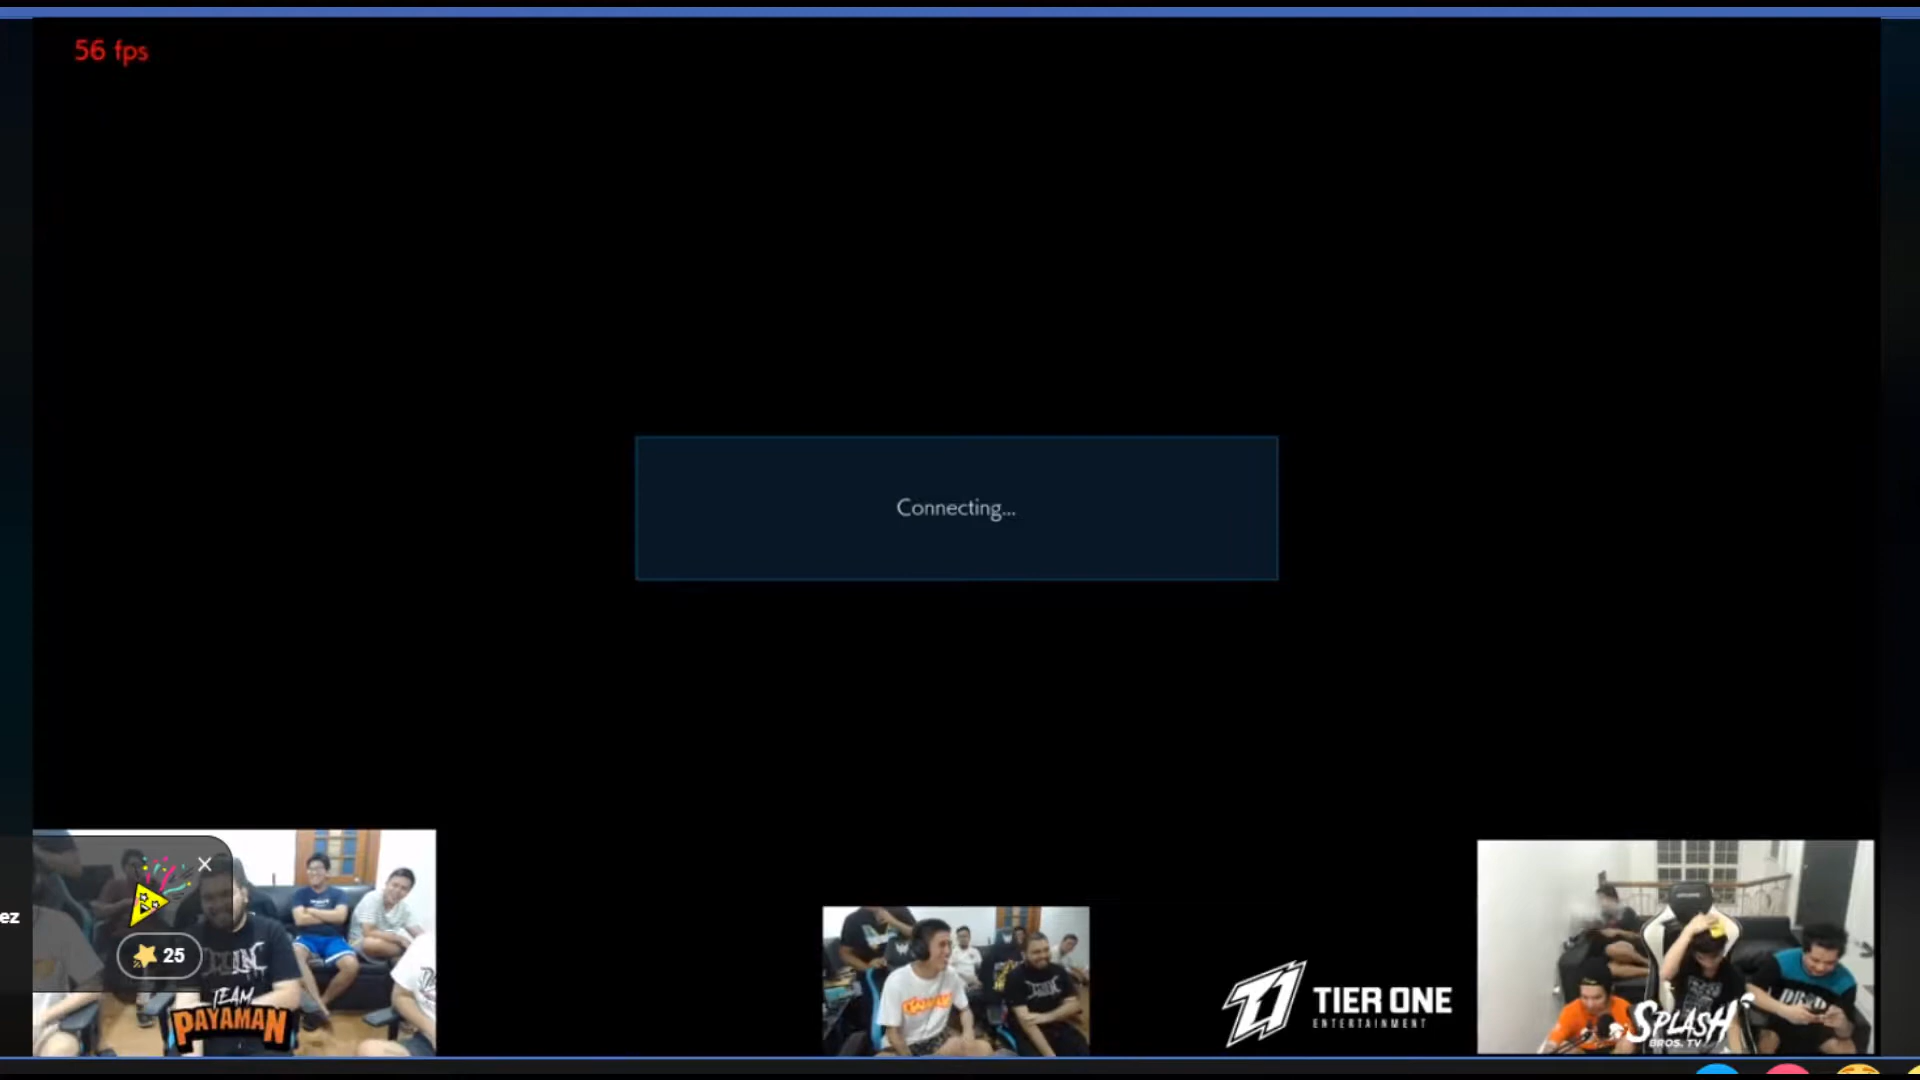 56 fps
Connecting...
ez
25
TEAM
PAYAMAN
TIER ONE
ENTERTAINMENT
SPLASH
BROS. TV